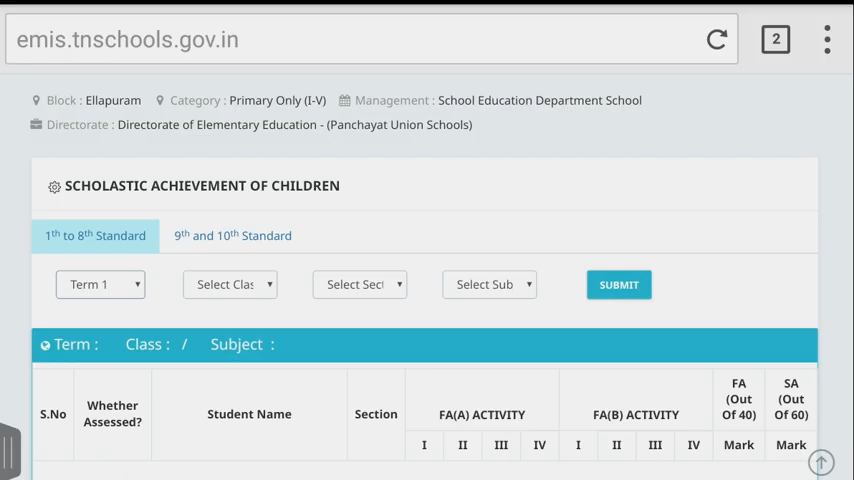 emis.tnschools.gov.in
2
Block : Ellapuram Category : Primary Only (I-V) Management : School Education Department School
Directorate : Directorate of Elementary Education - (Panchayat Union Schools)
SCHOLASTIC ACHIEVEMENT OF CHILDREN
1th to 8th Standard 9th and 10th Standard
Term 1 Select Clas Select Sect Select Sub SUBMIT
Term : Class : / Subject :
S.No Whether Assessed? Student Name Section FA(A) ACTIVITY FA(B) ACTIVITY FA (Out Of 40) SA (Out Of 60)
I II III IV I II III IV Mark Mark